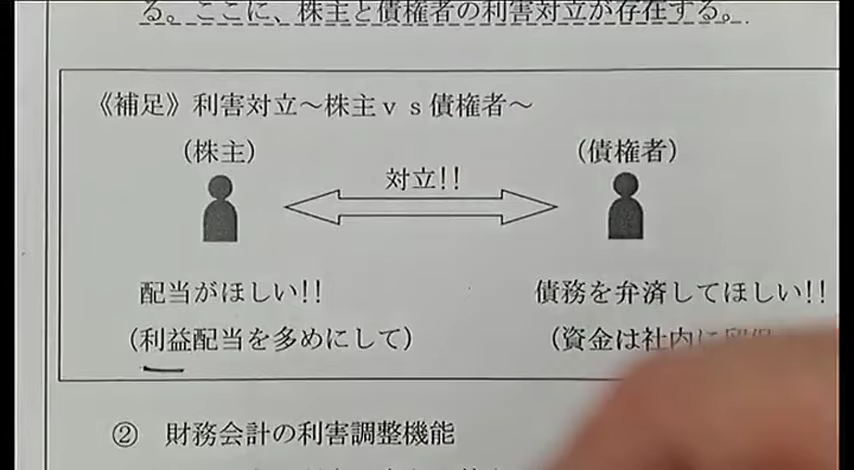 る。ここに、株主と債権者の利害対立が存在する。
《補足》利害対立～株主ｖｓ債権者～
(株主)
(債権者)
対立!!
配当がほしい!!
債務を弁済してほしい!!
(利益配当を多めにして)
(資金は社内に留保
② 財務会計の利害調整機能